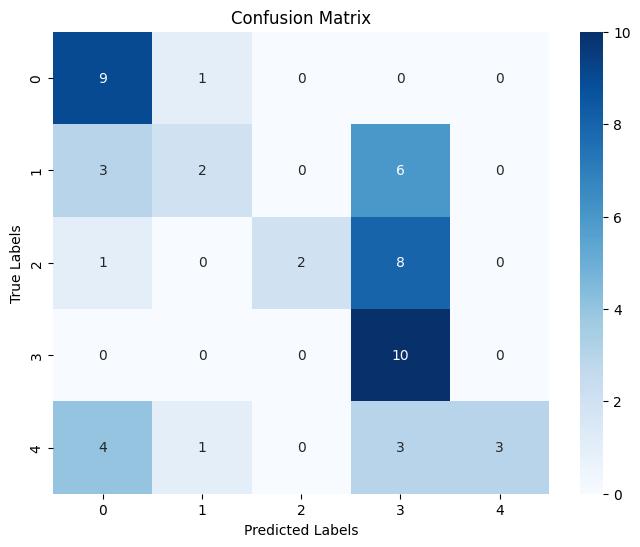 Confusion Matrix
True Labels
0 9 1 0 0 0
1 3 2 0 6 0
2 1 0 2 8 0
3 0 0 0 10 0
4 4 1 0 3 3
0 1 2 3 4
Predicted Labels
10
8
6
4
2
0